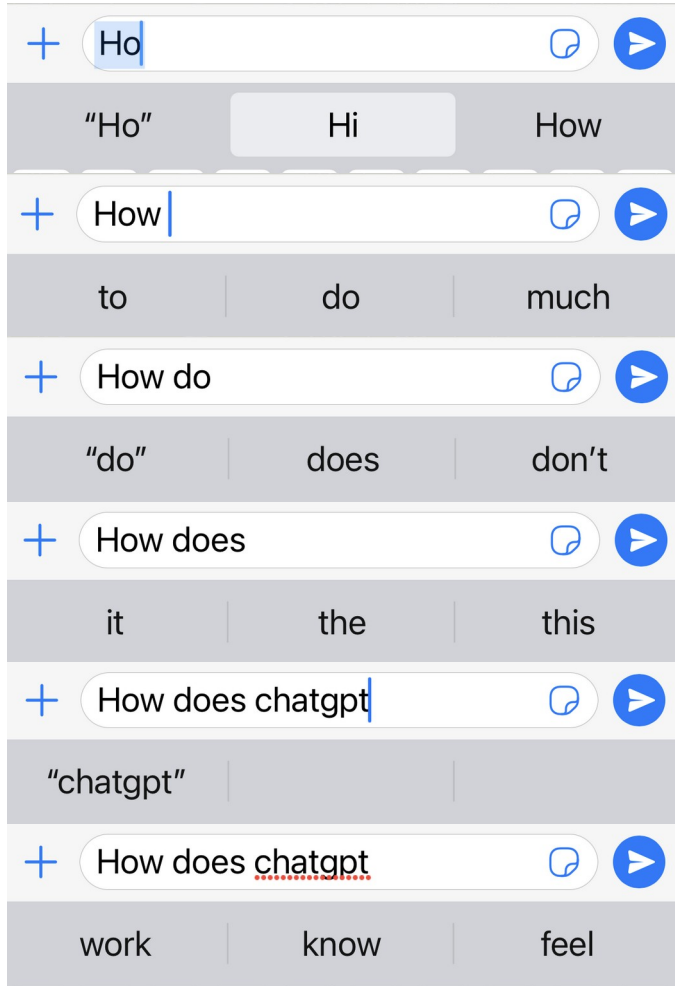 Ho
“Ho” Hi How
How
to do much
How do
“do” does don’t
How does
it the this
How does chatgpt
“chatgpt”
How does chatgpt
work know feel